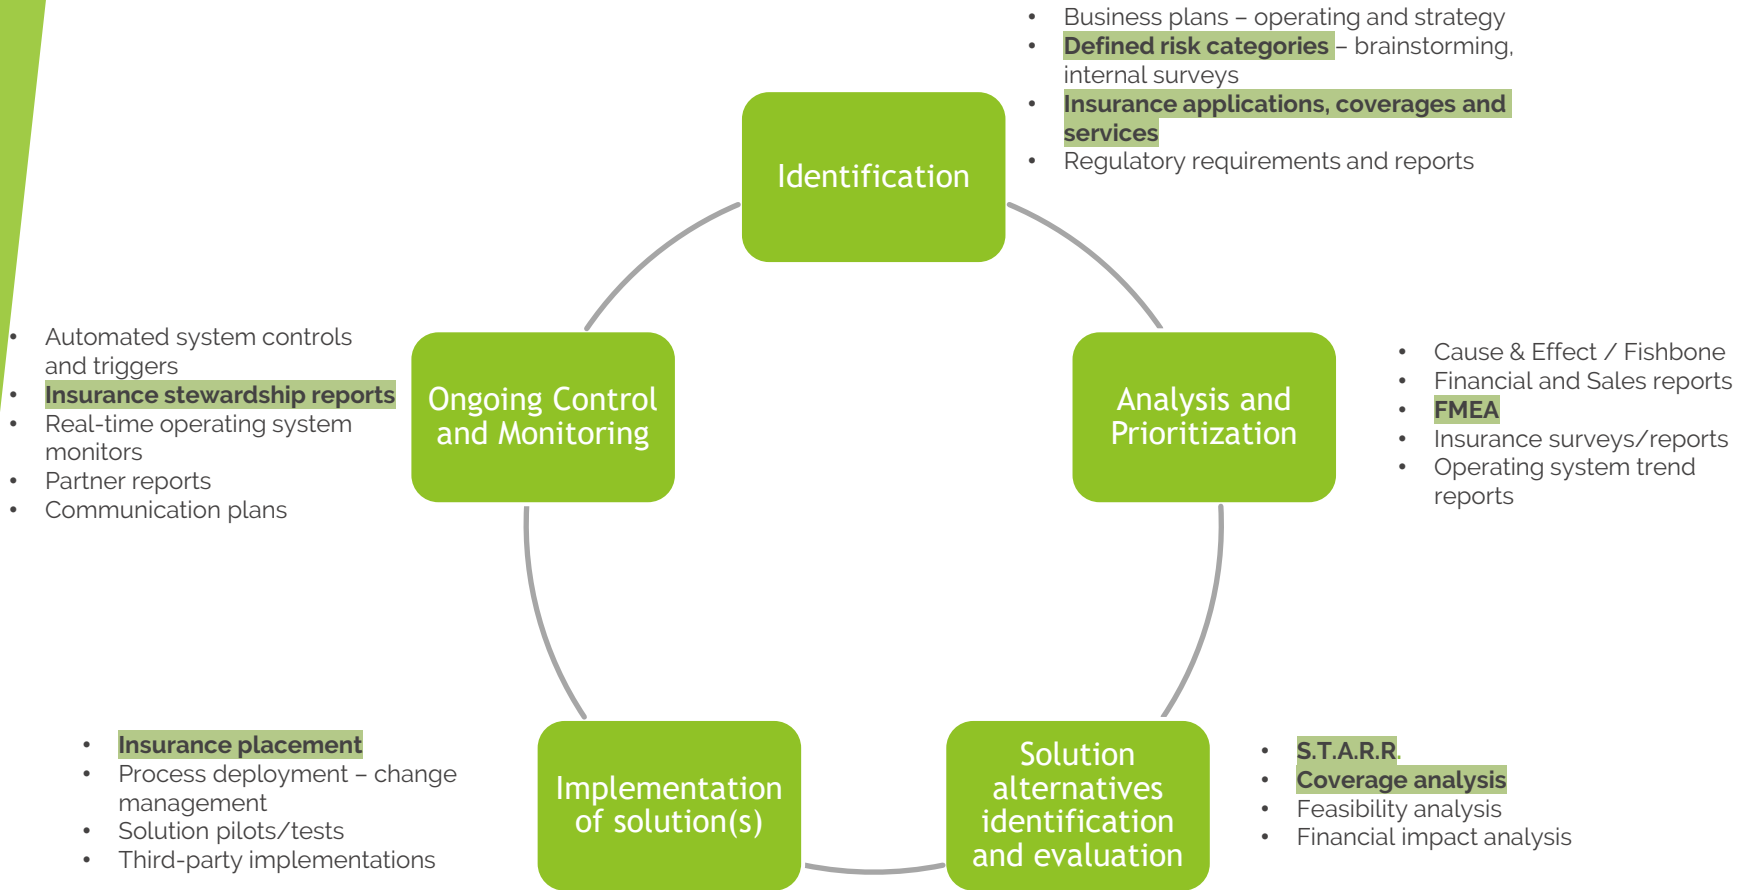 • Business plans – operating and strategy
• Defined risk categories – brainstorming,
internal surveys
• Insurance applications, coverages and
services
• Regulatory requirements and reports
Identification
• Cause & Effect / Fishbone
• Financial and Sales reports
• FMEA
• Insurance surveys/reports
• Operating system trend
reports
Analysis and
Prioritization
• S.T.A.R.R.
• Coverage analysis
• Feasibility analysis
• Financial impact analysis
Solution
alternatives
identification
and evaluation
• Insurance placement
• Process deployment – change
management
• Solution pilots/tests
• Third-party implementations
Implementation
of solution(s)
• Automated system controls
and triggers
• Insurance stewardship reports
• Real-time operating system
monitors
• Partner reports
• Communication plans
Ongoing Control
and Monitoring